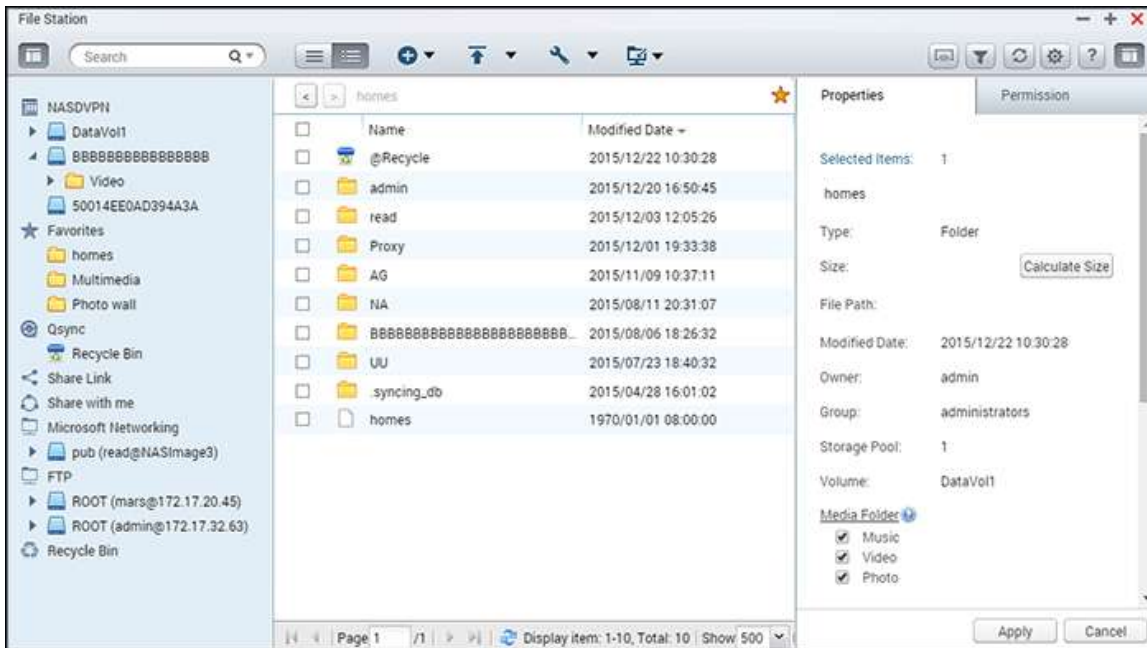 File Station
Search
NASDVPN
DataVol1
BBBBBBBBBBBBBBBB
Video
50014EE0AD394A3A
Favorites
homes
Multimedia
Photo wall
Qsync
Recycle Bin
Share Link
Share with me
Microsoft Networking
pub (read@NASImage3)
FTP
ROOT (mars@172.17.20.45)
ROOT (admin@172.17.32.63)
Recycle Bin
homes
Name Modified Date
@Recycle 2015/12/22 10:30:28
admin 2015/12/20 16:50:45
read 2015/12/03 12:05:26
Proxy 2015/12/01 19:33:38
AG 2015/11/09 10:37:11
NA 2015/08/11 20:31:07
BBBBBBBBBBBBBBBBBBBBBBBB... 2015/08/06 18:26:32
UU 2015/07/23 18:40:32
.syncing_db 2015/04/28 16:01:02
homes 1970/01/01 08:00:00
Page 1 /1 Display item: 1-10, Total: 10 Show 500
Properties Permission
Selected Items: 1
homes
Type: Folder
Size: Calculate Size
File Path:
Modified Date: 2015/12/22 10:30:28
Owner: admin
Group: administrators
Storage Pool: 1
Volume: DataVol1
Media Folder
Music
Video
Photo
Apply Cancel